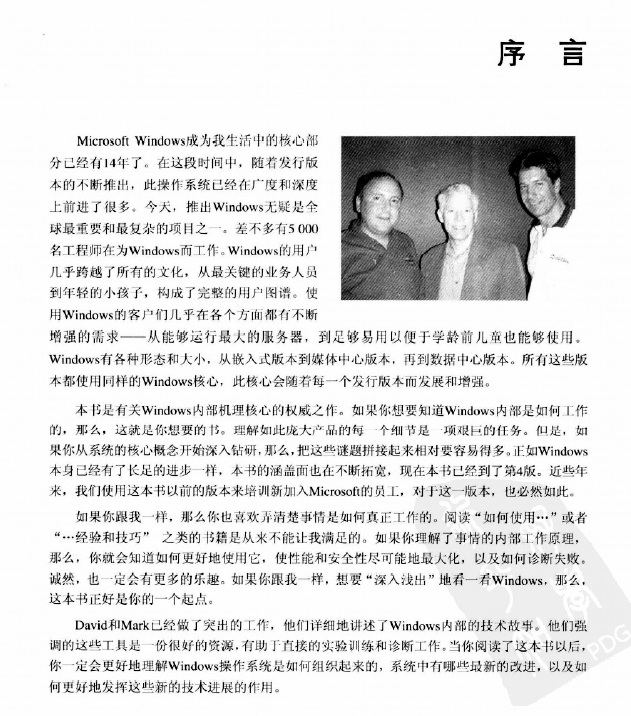 序 言
Microsoft Windows成为我生活中的核心部
分已经有14年了。在这段时间中，随着发行版
本的不断推出，此操作系统已经在广度和深度
上前进了很多。今天，推出Windows无疑是全
球最重要和最复杂的项目之一。差不多有5 000
名工程师在为Windows而工作。Windows的用户
几乎跨越了所有的文化，从最关键的业务人员
到年轻的小孩子，构成了完整的用户图谱。使
用Windows的客户们几乎在各个方面都有不断
增强的需求——从能够运行最大的服务器，到足够易用以便于学龄前儿童也能够使用。
Windows有各种形态和大小，从嵌入式版本到媒体中心版本，再到数据中心版本。所有这些版
本都使用同样的Windows核心，此核心会随着每一个发行版本而发展和增强。
本书是有关Windows内部机理核心的权威之作。如果你想要知道Windows内部是如何工作
的，那么，这就是你想要的书。理解如此庞大产品的每一个细节是一项艰巨的任务。但是，如
果你从系统的核心概念开始深入钻研，那么，把这些谜题拼接起来相对要容易得多。正如Windows
本身已经有了长足的进步一样，本书的涵盖面也在不断拓宽，现在本书已经到了第4版。近些年
来，我们使用这本书以前的版本来培训新加入Microsoft的员工，对于这一版本，也必然如此。
如果你跟我一样，那么你也喜欢弄清楚事情是如何真正工作的。阅读“如何使用…”或者
“…经验和技巧” 之类的书籍是从来不能让我满足的。如果你理解了事情的内部工作原理，
那么，你就会知道如何更好地使用它，使性能和安全性尽可能地最大化，以及如何诊断失败。
诚然，也一定会有更多的乐趣。如果你跟我一样，想要“深入浅出”地看一看Windows，那么，
这本书正好是你的一个起点。
David和Mark已经做了突出的工作，他们详细地讲述了Windows内部的技术故事。他们强
调的这些工具是一份很好的资源，有助于直接的实验训练和诊断工作。当你阅读了这本书以后，
你一定会更好地理解Windows操作系统是如何组织起来的，系统中有哪些最新的改进，以及如
何更好地发挥这些新的技术进展的作用。
PDG